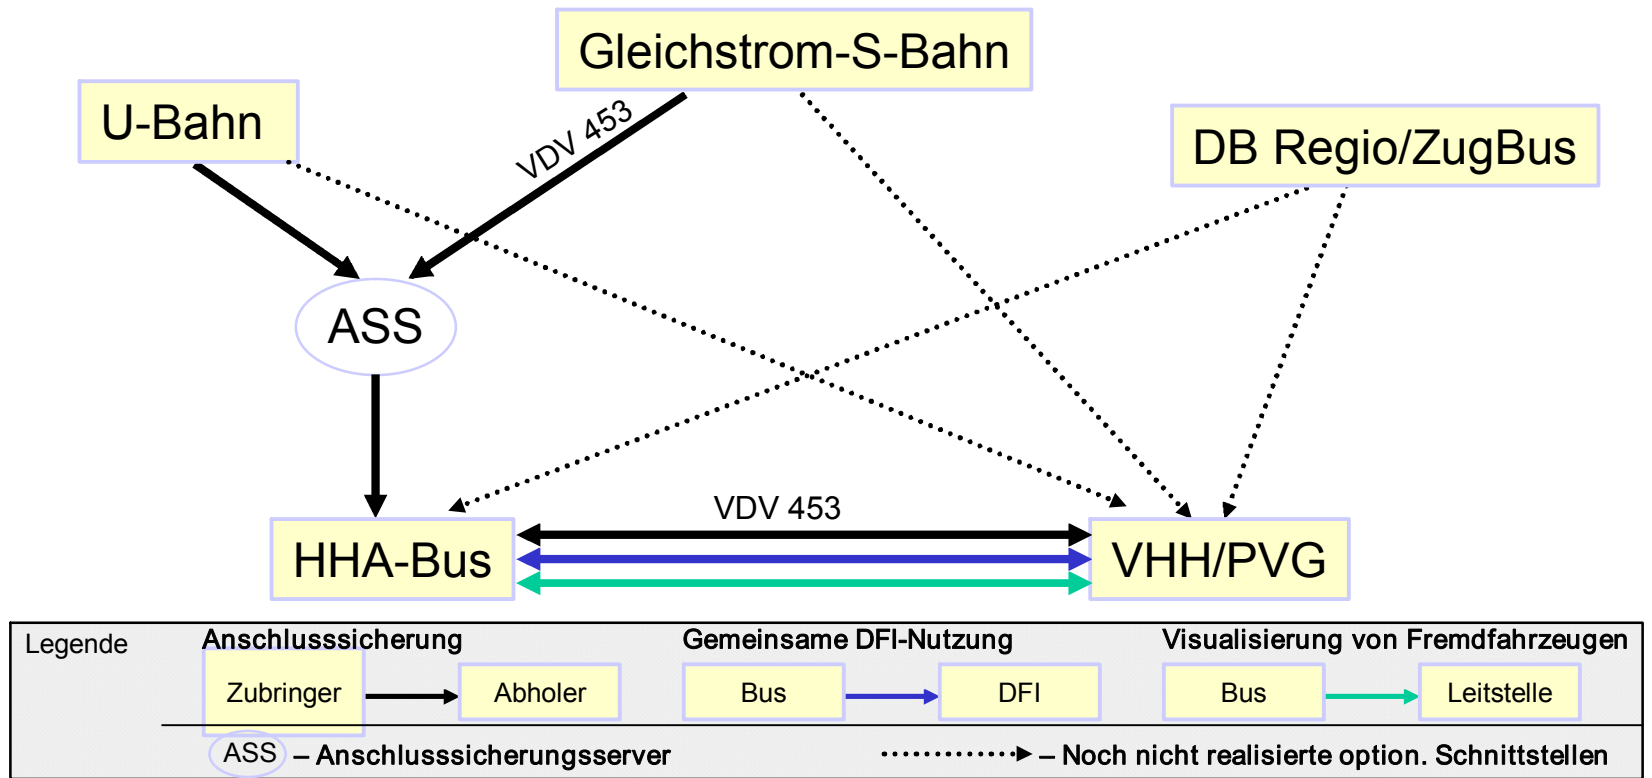 Gleichstrom-S-Bahn
U-Bahn
VDV 453
DB Regio/ZugBus
ASS
VDV 453
HHA-Bus
VHH/PVG
Legende
Anschlusssicherung
Gemeinsame DFI-Nutzung
Visualisierung von Fremdfahrzeugen
Zubringer
Abholer
Bus
DFI
Bus
Leitstelle
ASS – Anschlusssicherungsserver
– Noch nicht realisierte option. Schnittstellen